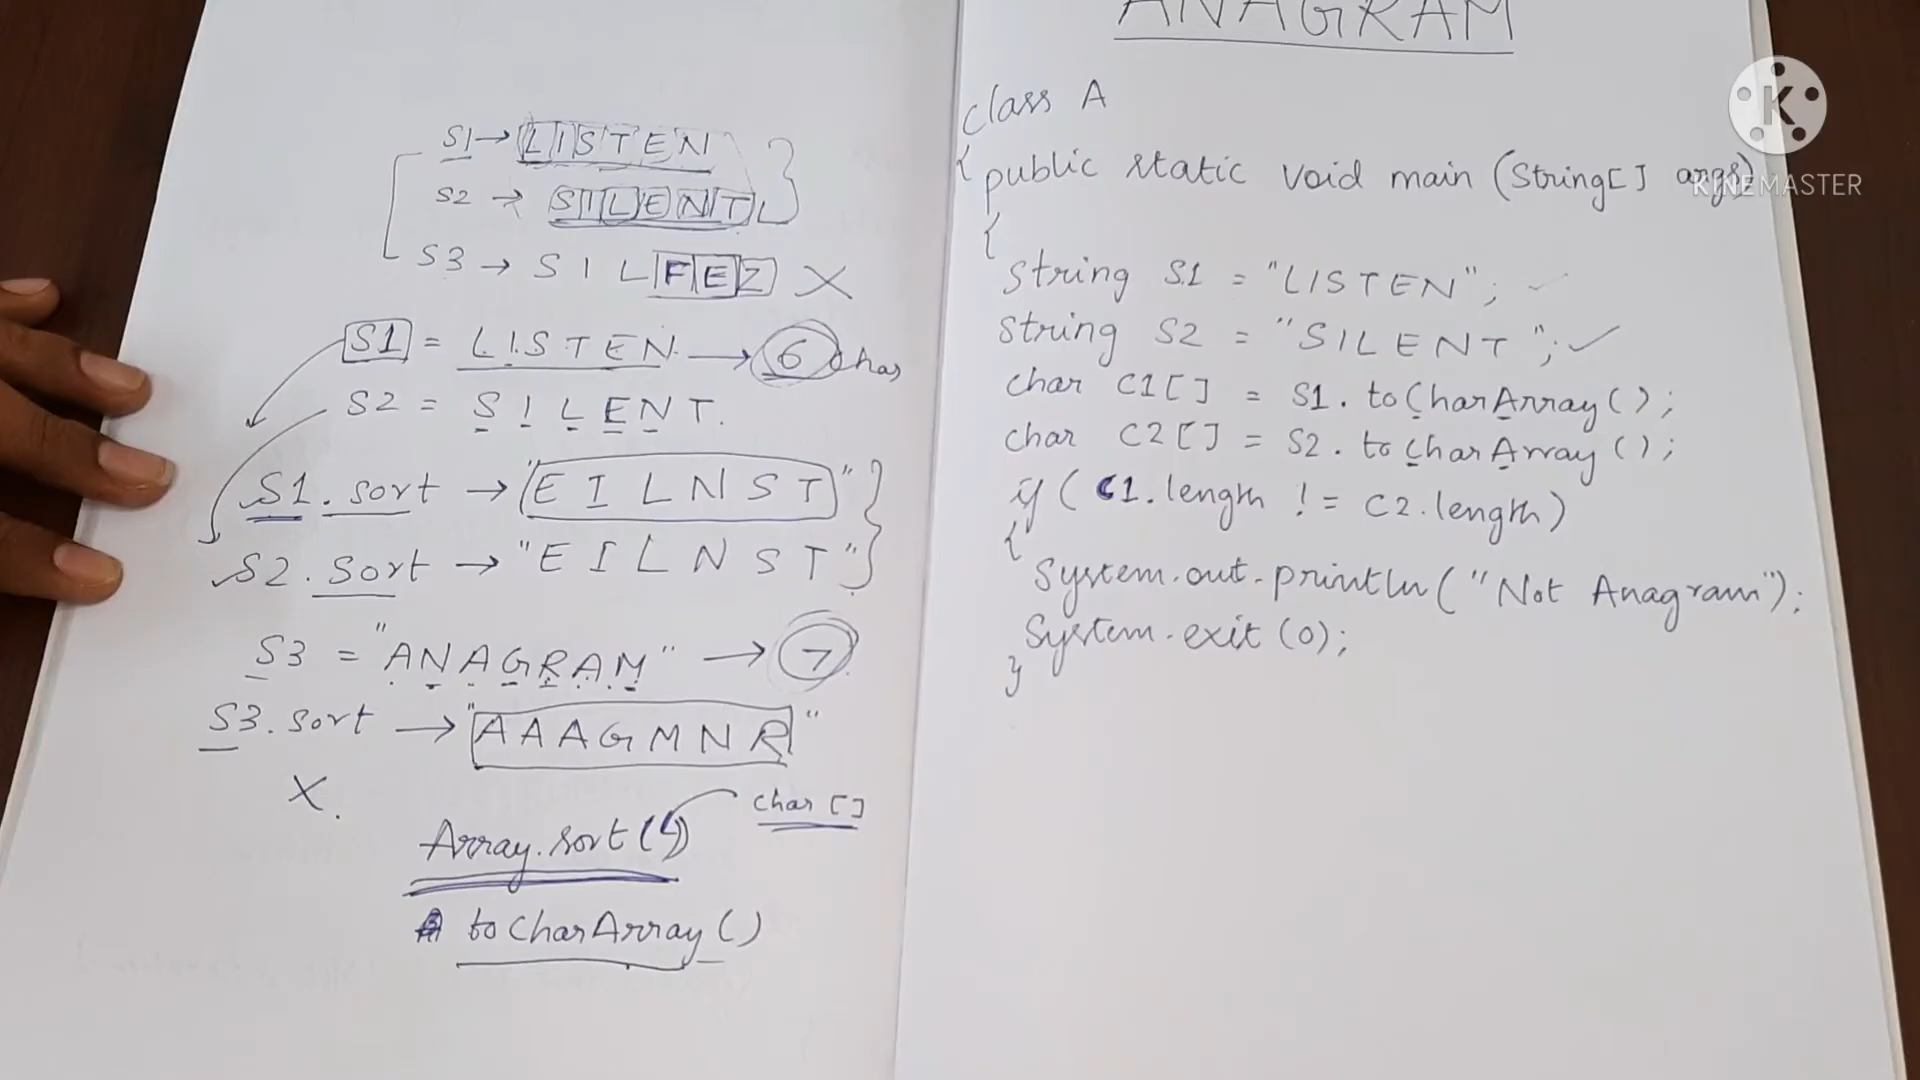 S1 → LISTEN
S2 → SILENT
S3 → SILFEZ X
S1 = LISTEN → 6 chas
S2 = SILENT.
S1.sort → "EILNST"
S2.sort → "EILNST"
S3 = "ANAGRAM" → 7
S3.sort → "AAAGMNR"
X.
char []
Array.sort()
toCharArray()
ANAGRAM
class A
{ public static void main (String[] args)
{
String S1 = "LISTEN";
String S2 = "SILENT";
char C1[] = S1.toCharArray();
char C2[] = S2.toCharArray();
if (C1.length != C2.length)
{
System.out.println("Not Anagram");
System.exit(0);
}
K
KINEMASTER